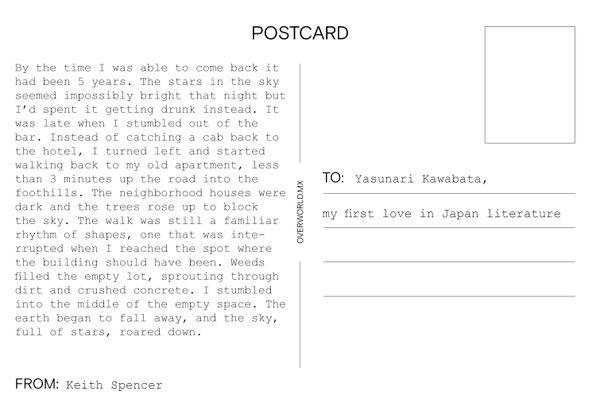 POSTCARD
By the time I was able to come back it
had been 5 years. The stars in the sky
seemed impossibly bright that night but
I'd spent it getting drunk instead. It
was late when I stumbled out of the
bar. Instead of catching a cab back to
the hotel, I turned left and started
walking back to my old apartment, less
than 3 minutes up the road into the
foothills. The neighborhood houses were
dark and the trees rose up to block
the sky. The walk was still a familiar
rhythm of shapes, one that was inte-
rrupted when I reached the spot where
the building should have been. Weeds
filled the empty lot, sprouting through
dirt and crushed concrete. I stumbled
into the middle of the empty space. The
earth began to fall away, and the sky,
full of stars, roared down.
FROM: Keith Spencer
OVERWORLD.MX
TO: Yasunari Kawabata,
my first love in Japan literature